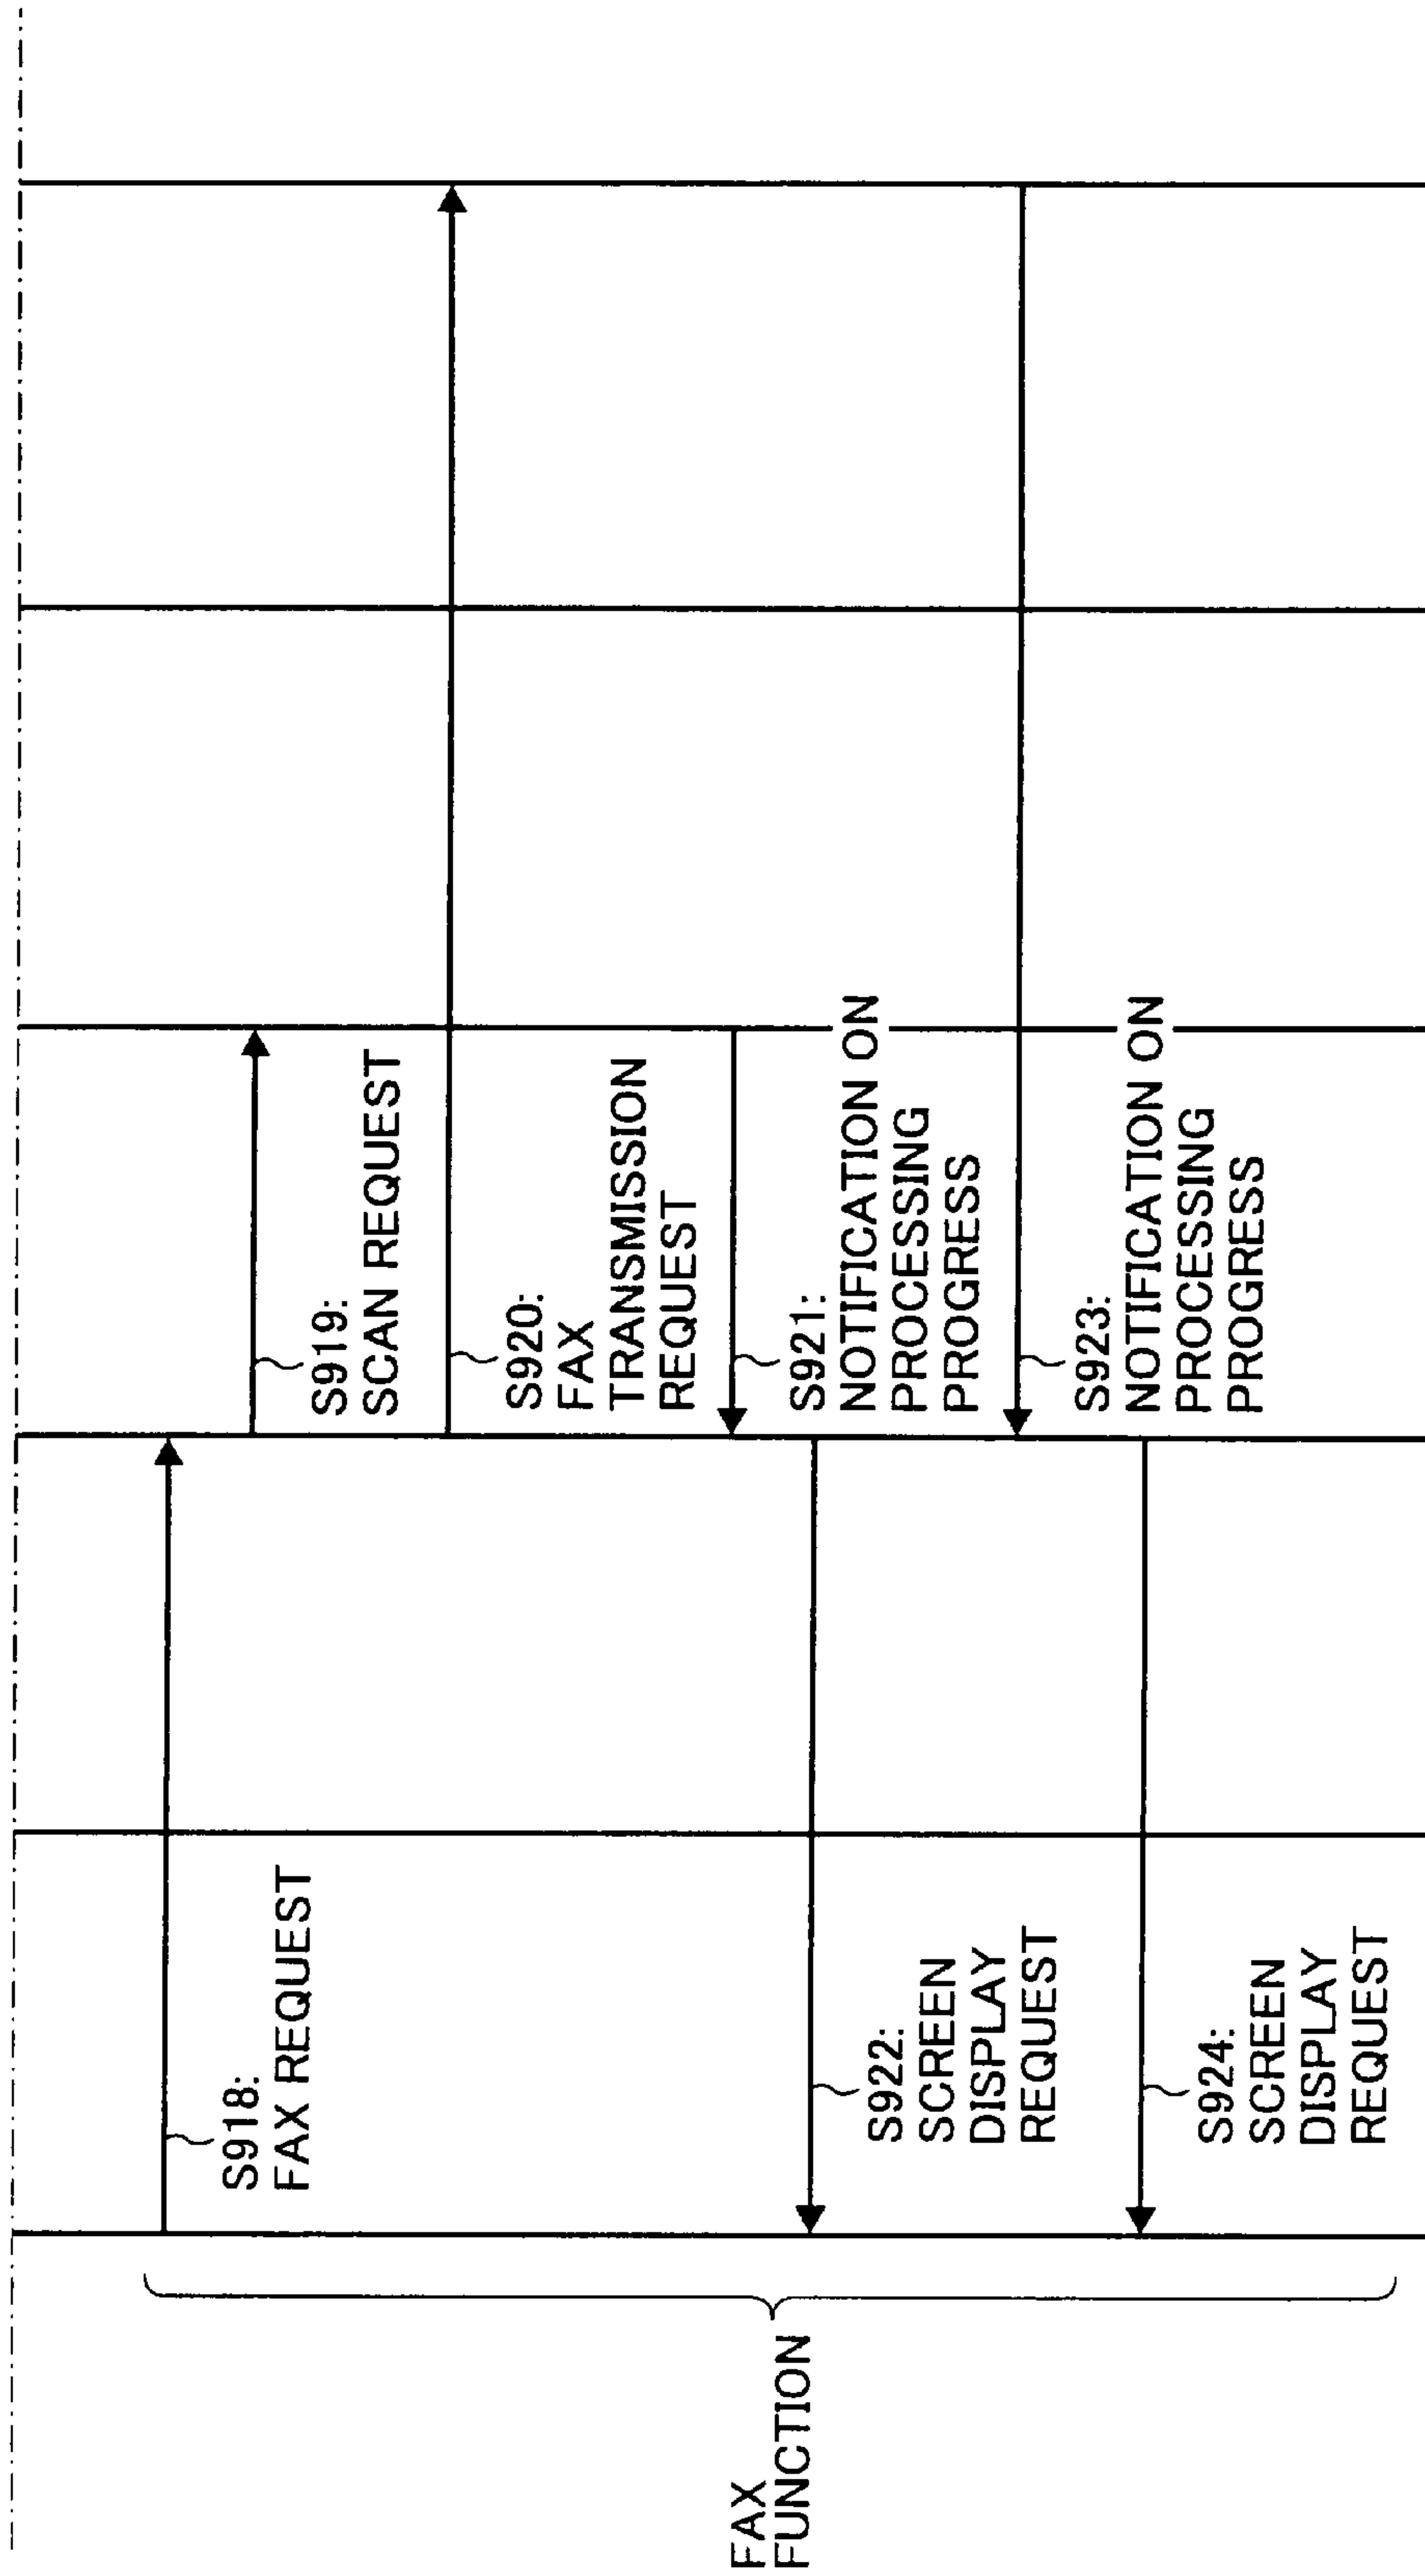 FAX
FUNCTION
S918:
FAX REQUEST
S919:
SCAN REQUEST
S920:
FAX
TRANSMISSION
REQUEST
S921:
NOTIFICATION ON
PROCESSING
PROGRESS
S922:
SCREEN
DISPLAY
REQUEST
S923:
NOTIFICATION ON
PROCESSING
PROGRESS
S924:
SCREEN
DISPLAY
REQUEST